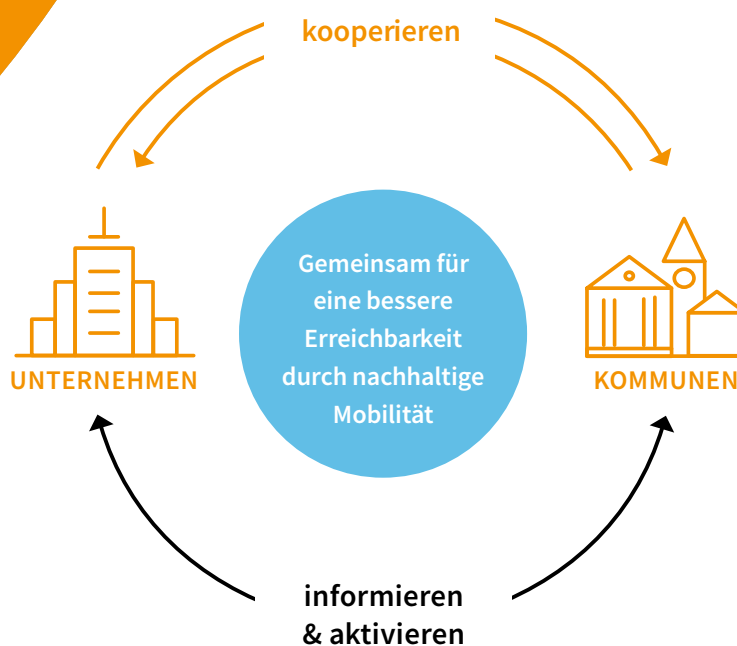 kooperieren
Gemeinsam für
eine bessere
Erreichbarkeit
durch nachhaltige
Mobilität
UNTERNEHMEN
KOMMUNEN
informieren
& aktivieren